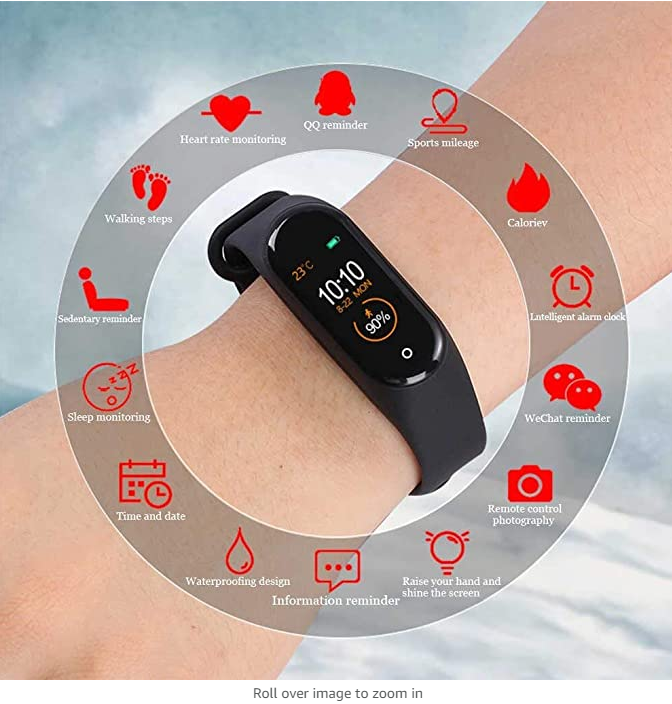 QQ reminder
Heart rate monitoring
Sports mileage
Walking steps
Caloriev
23°C
10:10
8-22 MON
90%
Sedentary reminder
Lntelligent alarm clock
Sleep monitoring
WeChat reminder
Time and date
Remote control
photography
Waterproofing design
Information reminder
Raise your hand and
shine the screen
Roll over image to zoom in